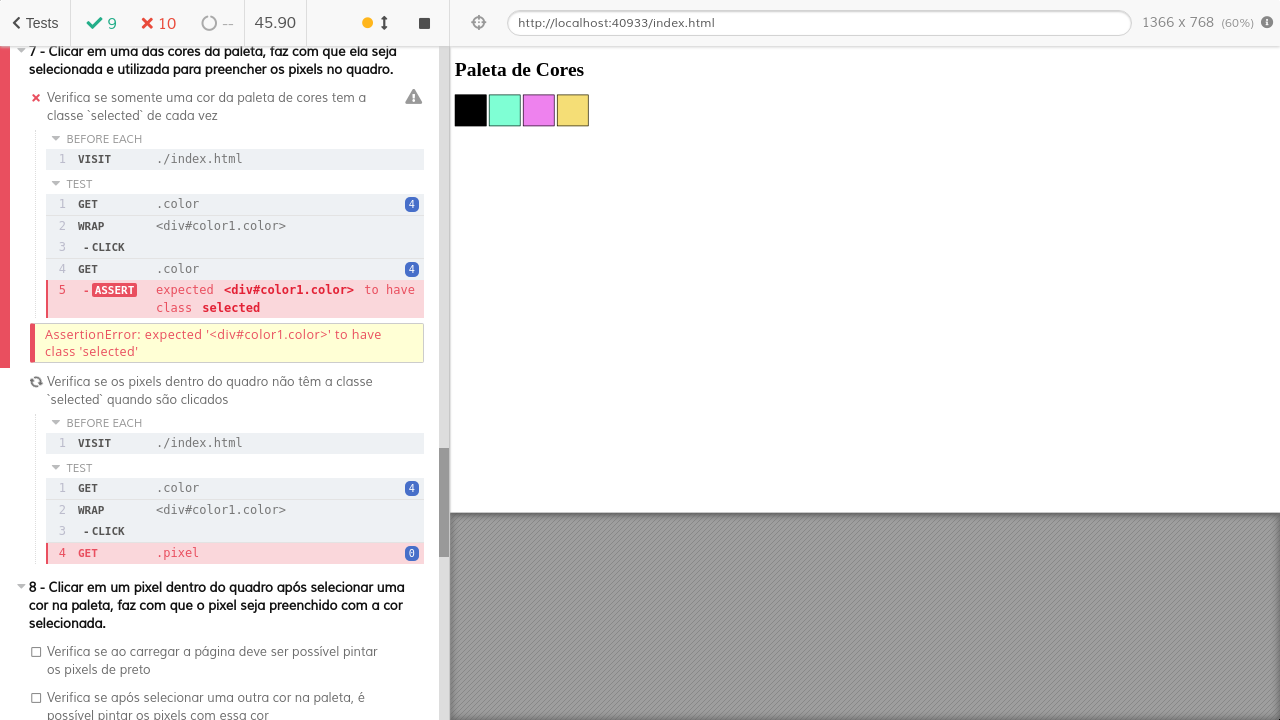 Tests 9 10 -- 45.90 http://localhost:40933/index.html 1366 x 768 (60%)
7 - Clicar em uma das cores da paleta, faz com que ela seja
selecionada e utilizada para preencher os pixels no quadro.
Verifica se somente uma cor da paleta de cores tem a
classe `selected` de cada vez
BEFORE EACH
1 VISIT ./index.html
TEST
1 GET .color 4
2 WRAP <div#color1.color>
3 -CLICK
4 GET .color 4
5 -ASSERT expected <div#color1.color> to have
class selected
AssertionError: expected '<div#color1.color>' to have
class 'selected'
Verifica se os pixels dentro do quadro não têm a classe
`selected` quando são clicados
BEFORE EACH
1 VISIT ./index.html
TEST
1 GET .color 4
2 WRAP <div#color1.color>
3 -CLICK
4 GET .pixel 0
8 - Clicar em um pixel dentro do quadro após selecionar uma
cor na paleta, faz com que o pixel seja preenchido com a cor
selecionada.
Verifica se ao carregar a página deve ser possível pintar
os pixels de preto
Verifica se após selecionar uma outra cor na paleta, é
possível pintar os pixels com essa cor
Paleta de Cores